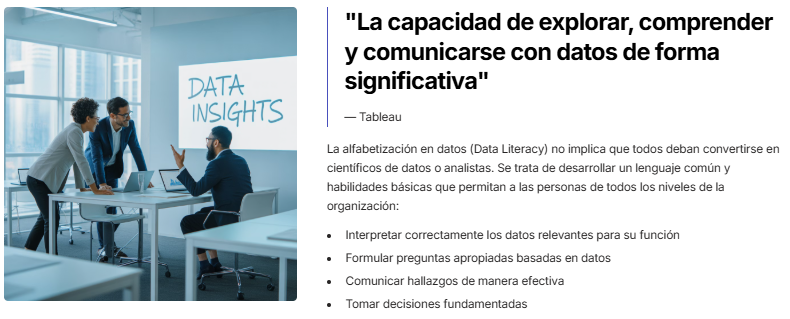 DATA
INSIGHTS
"La capacidad de explorar, comprender
y comunicarse con datos de forma
significativa"
— Tableau
La alfabetización en datos (Data Literacy) no implica que todos deban convertirse en
científicos de datos o analistas. Se trata de desarrollar un lenguaje común y
habilidades básicas que permitan a las personas de todos los niveles de la
organización:
• Interpretar correctamente los datos relevantes para su función
• Formular preguntas apropiadas basadas en datos
• Comunicar hallazgos de manera efectiva
• Tomar decisiones fundamentadas